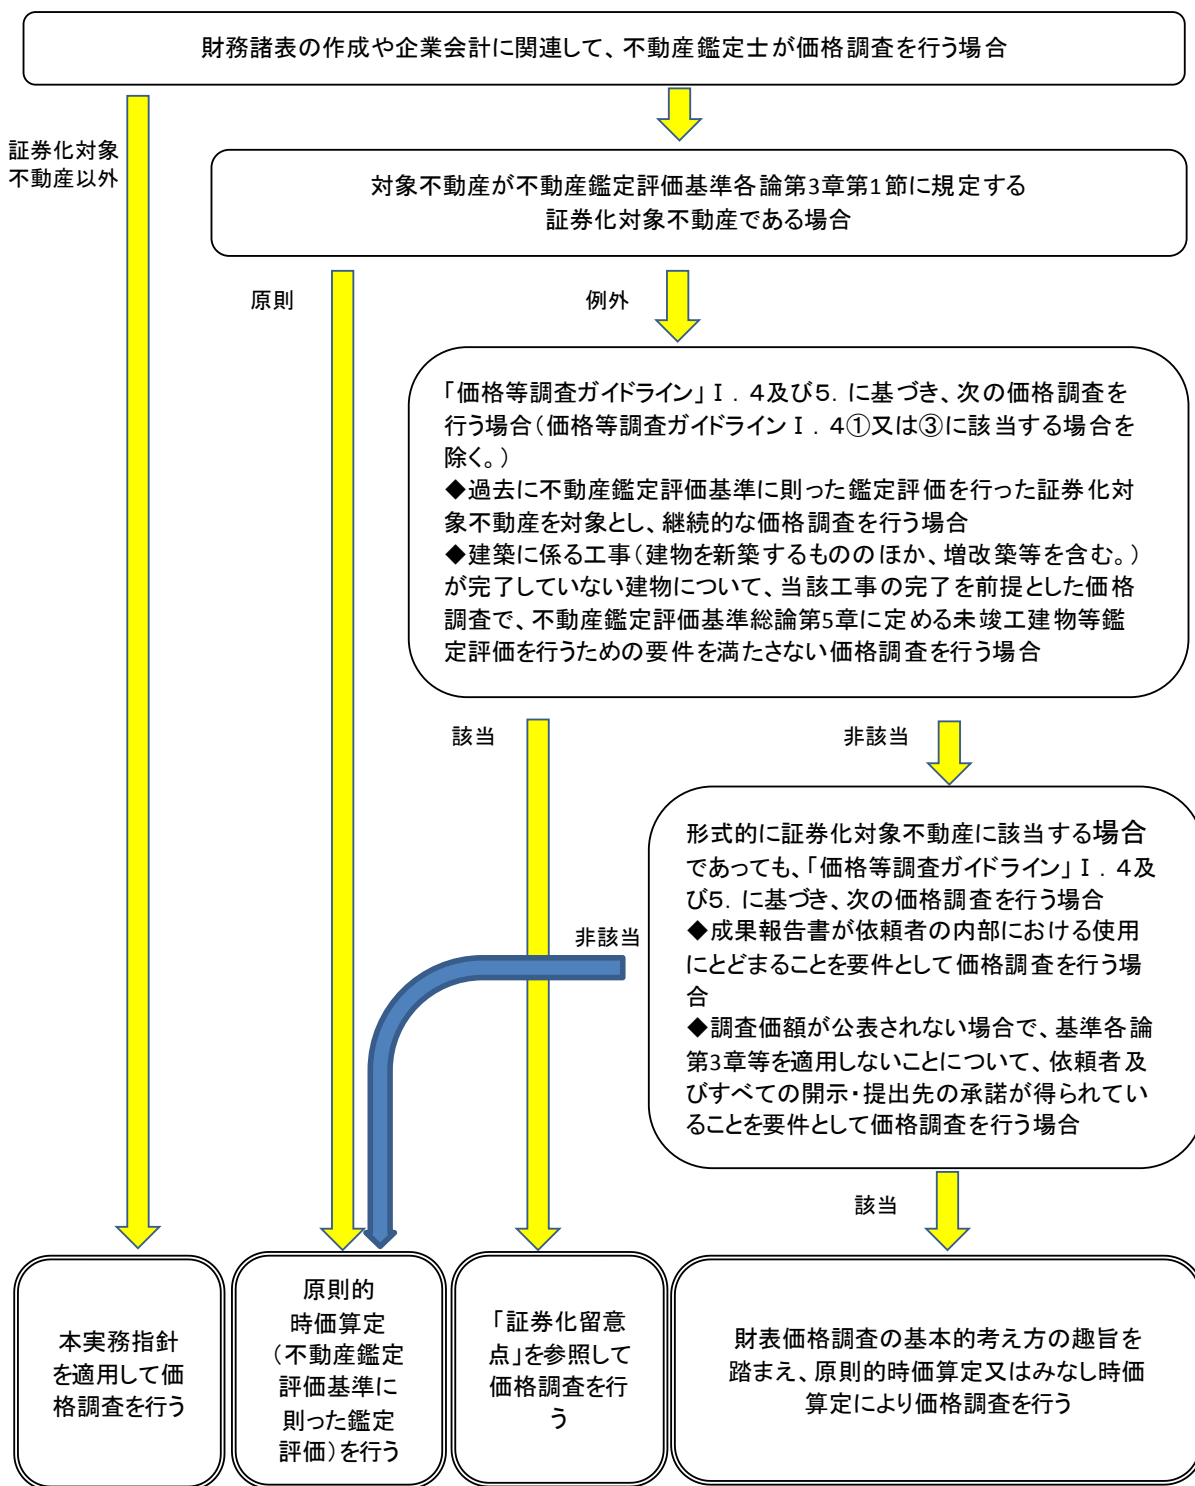 財務諸表の作成や企業会計に関連して、不動産鑑定士が価格調査を行う場合
証券化対象
不動産以外
対象不動産が不動産鑑定評価基準各論第3章第1節に規定する
証券化対象不動産である場合
原則
例外
「価格等調査ガイドライン」Ⅰ．４及び５．に基づき、次の価格調査を
行う場合（価格等調査ガイドラインⅠ．４①又は③に該当する場合を
除く。）
◆過去に不動産鑑定評価基準に則った鑑定評価を行った証券化対
象不動産を対象とし、継続的な価格調査を行う場合
◆建築に係る工事（建物を新築するもののほか、増改築等を含む。）
が完了していない建物について、当該工事の完了を前提とした価格
調査で、不動産鑑定評価基準総論第5章に定める未竣工建物等鑑
定評価を行うための要件を満たさない価格調査を行う場合
該当
非該当
形式的に証券化対象不動産に該当する場合
であっても、「価格等調査ガイドライン」Ⅰ．４及
び５．に基づき、次の価格調査を行う場合
◆成果報告書が依頼者の内部における使用
にとどまることを要件として価格調査を行う場
合
◆調査価額が公表されない場合で、基準各論
第3章等を適用しないことについて、依頼者及
びすべての開示・提出先の承諾が得られてい
ることを要件として価格調査を行う場合
非該当
該当
本実務指針
を適用して価
格調査を行う
原則的
時価算定
（不動産鑑定
評価基準に
則った鑑定
評価）を行う
「証券化留意
点」を参照して
価格調査を行
う
財表価格調査の基本的考え方の趣旨を
踏まえ、原則的時価算定又はみなし時価
算定により価格調査を行う